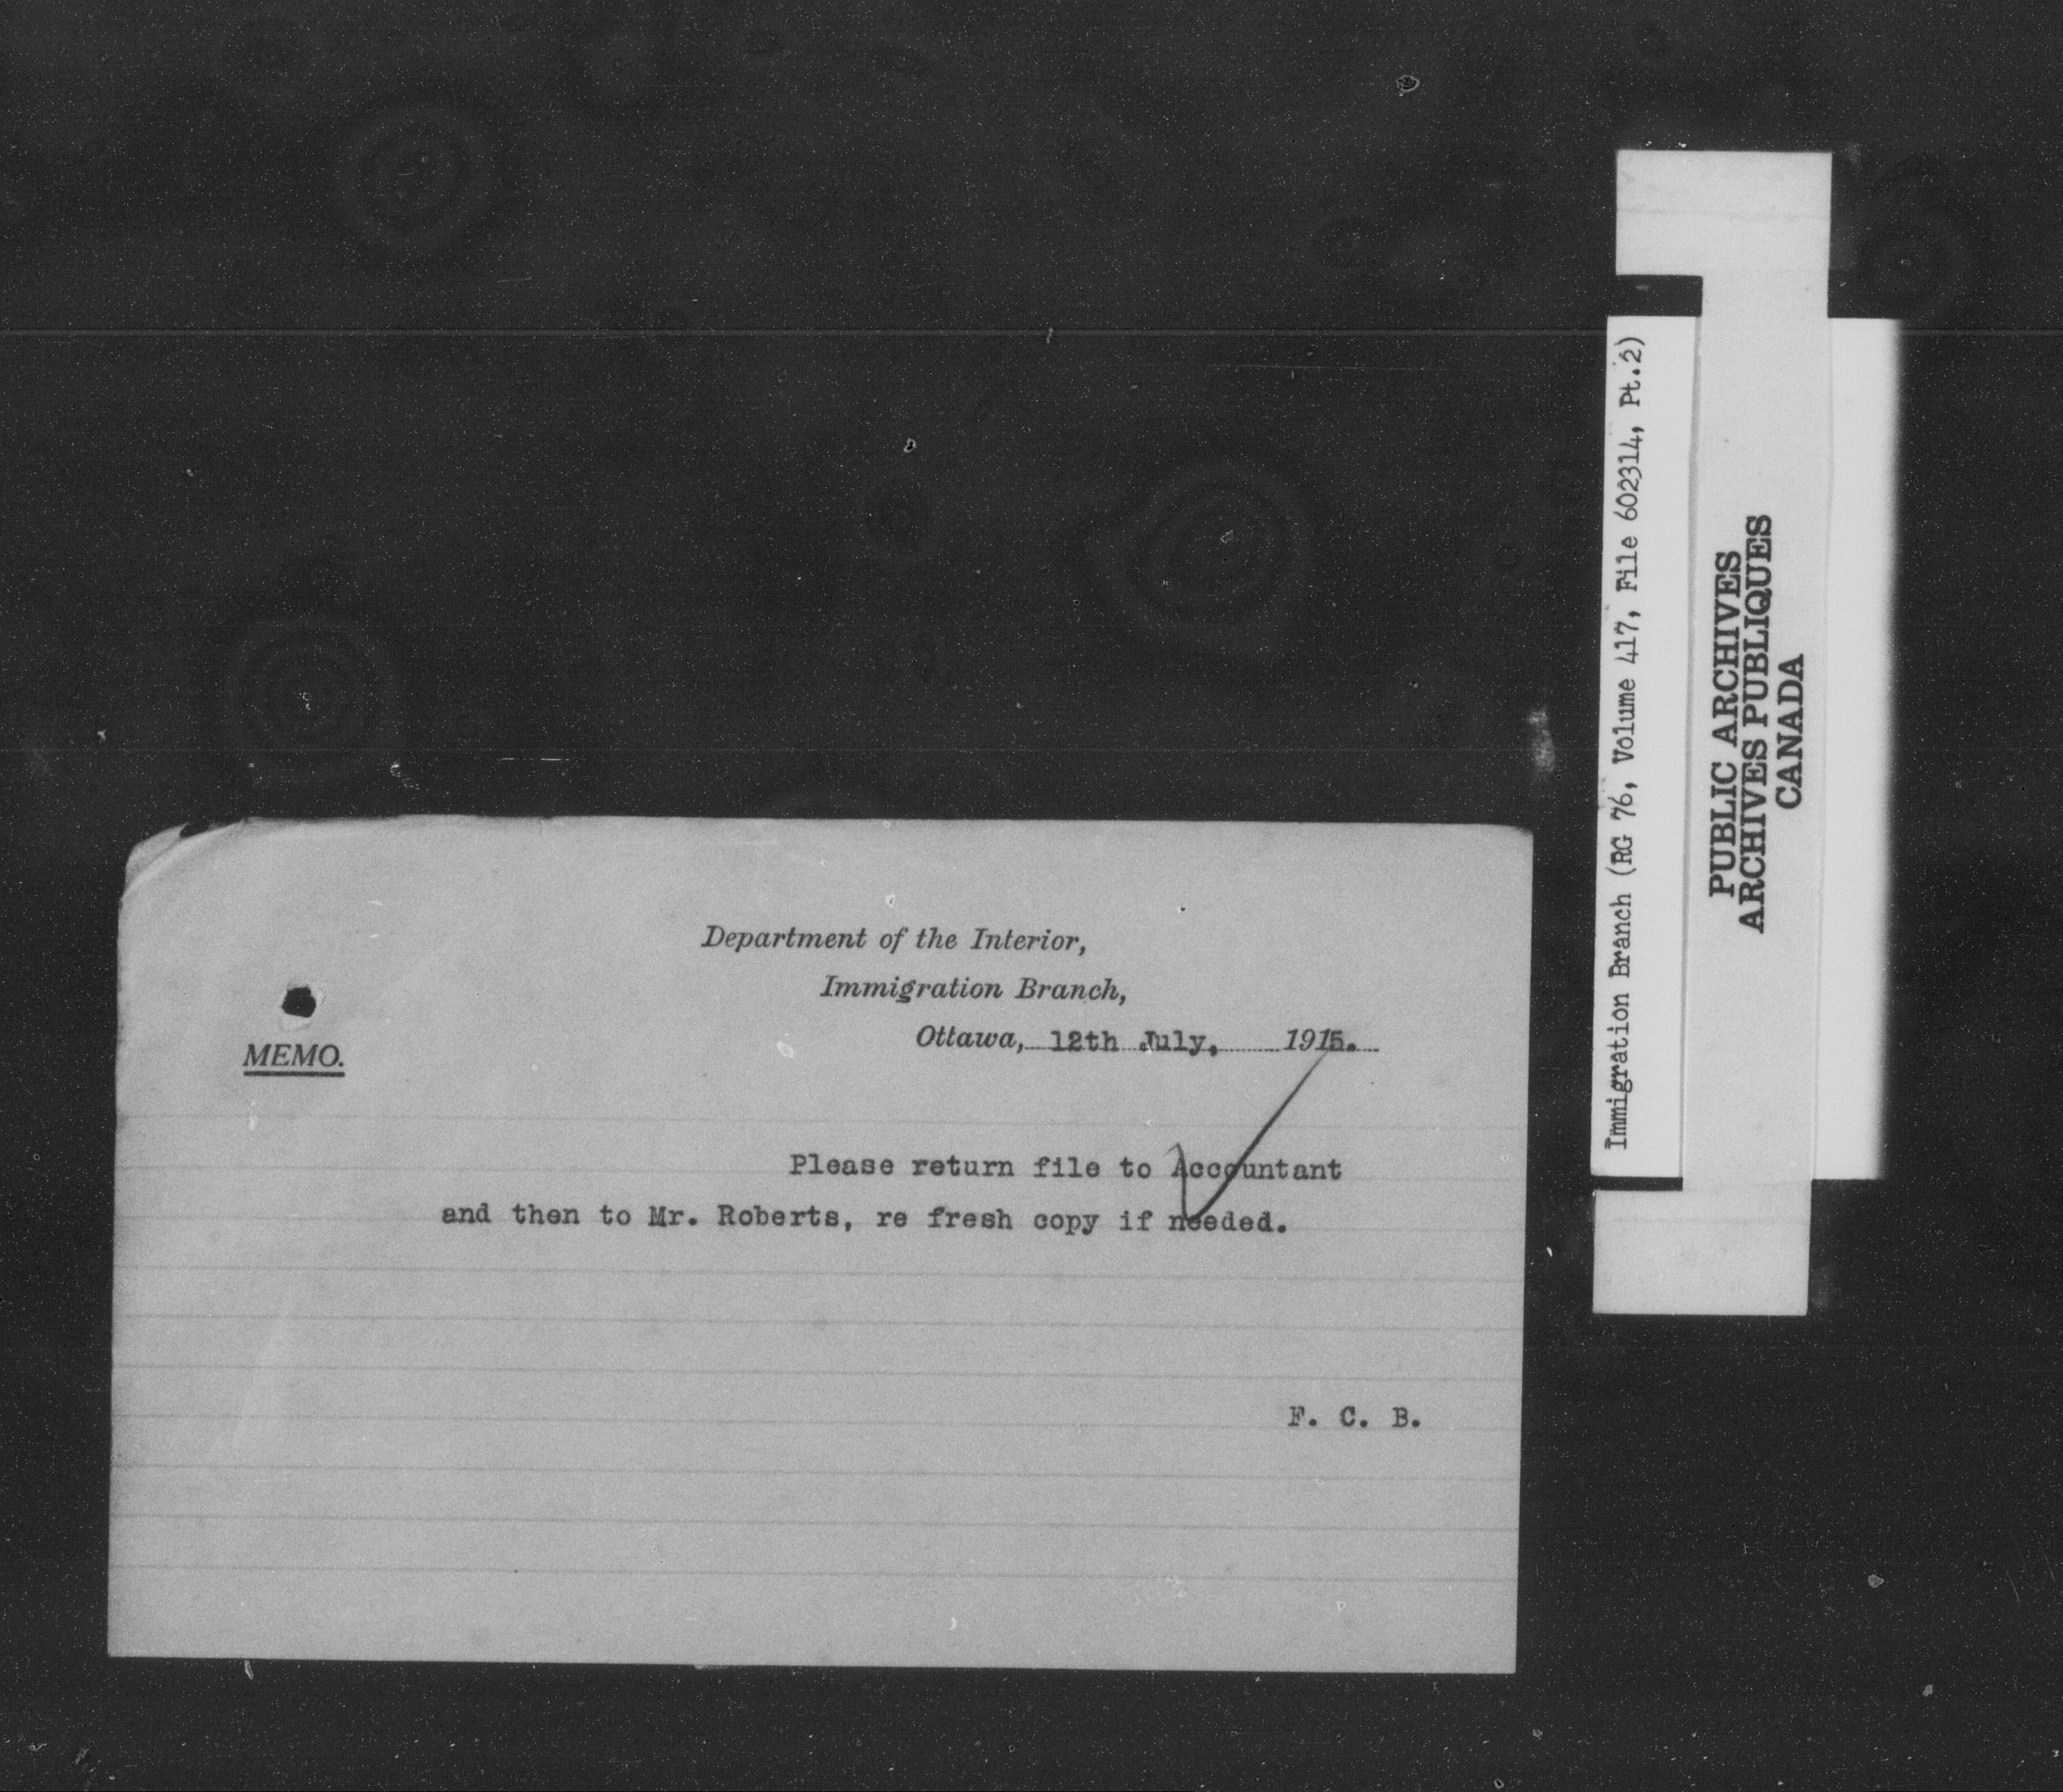 Department of the Interior,
Immigration Branch,
Ottawa, 12th July, 1915.
MEMO.
Please return file to Accountant
and then to Mr. Roberts, re fresh copy if needed.
F. C. B.
Immigration Branch (RG 76, Volume 417, File 602314, Pt.2)
PUBLIC ARCHIVES
ARCHIVES PUBLIQUES
CANADA